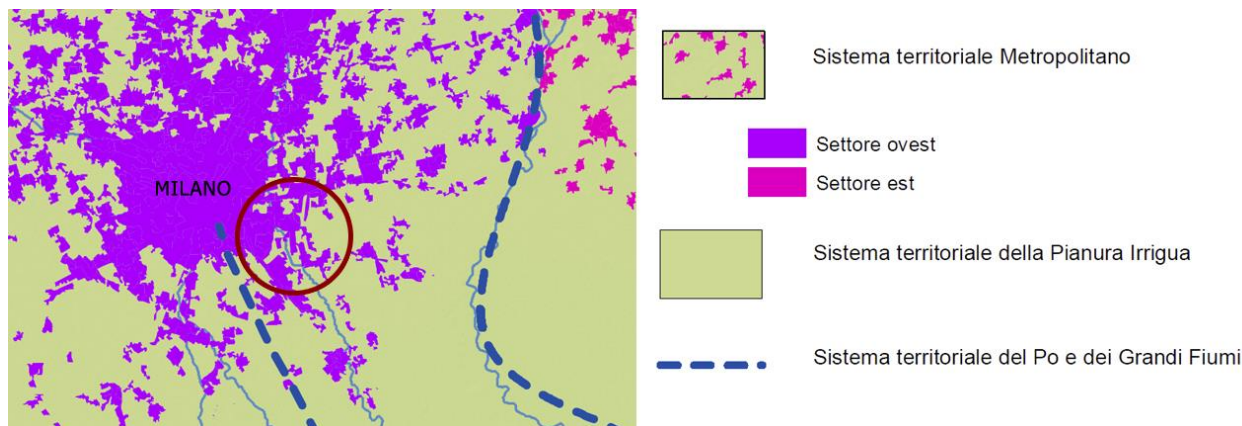 MILANO
Sistema territoriale Metropolitano
Settore ovest
Settore est
Sistema territoriale della Pianura Irrigua
Sistema territoriale del Po e dei Grandi Fiumi